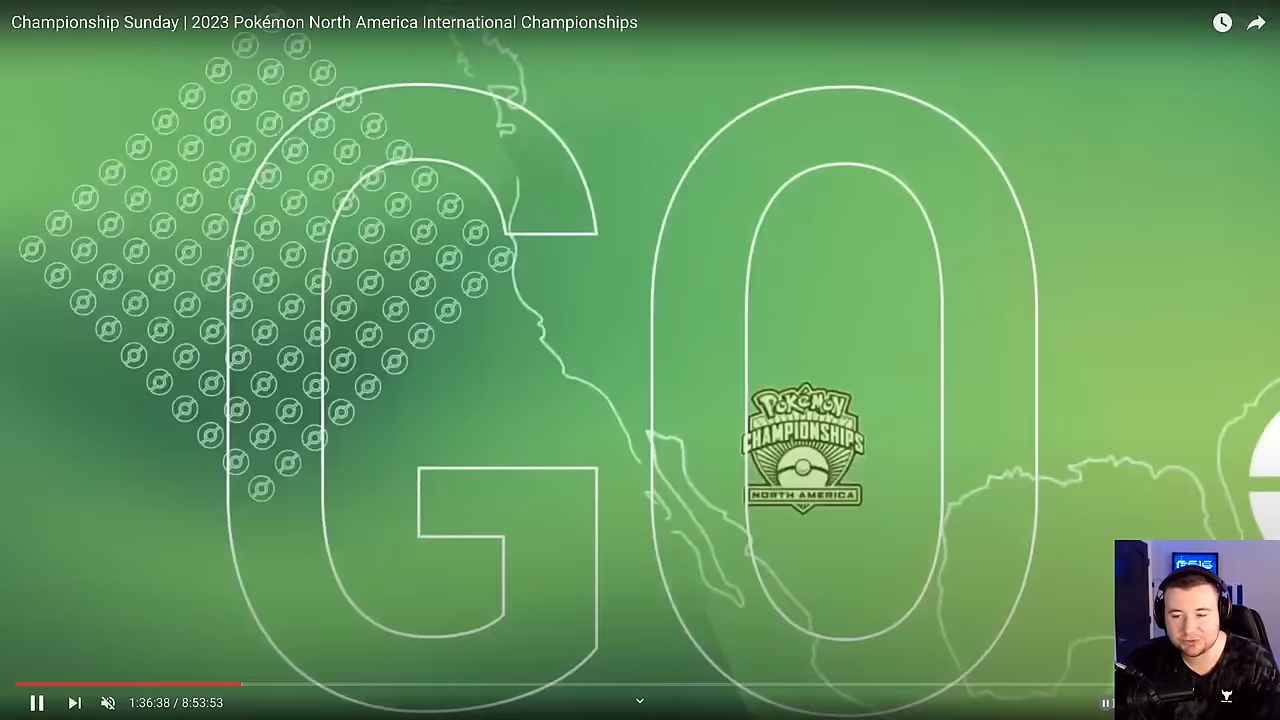 Championship Sunday | 2023 Pokémon North America International Championships
GO
POKéMON
CHAMPIONSHIPS
NORTH AMERICA
1:36:38 / 8:53:53